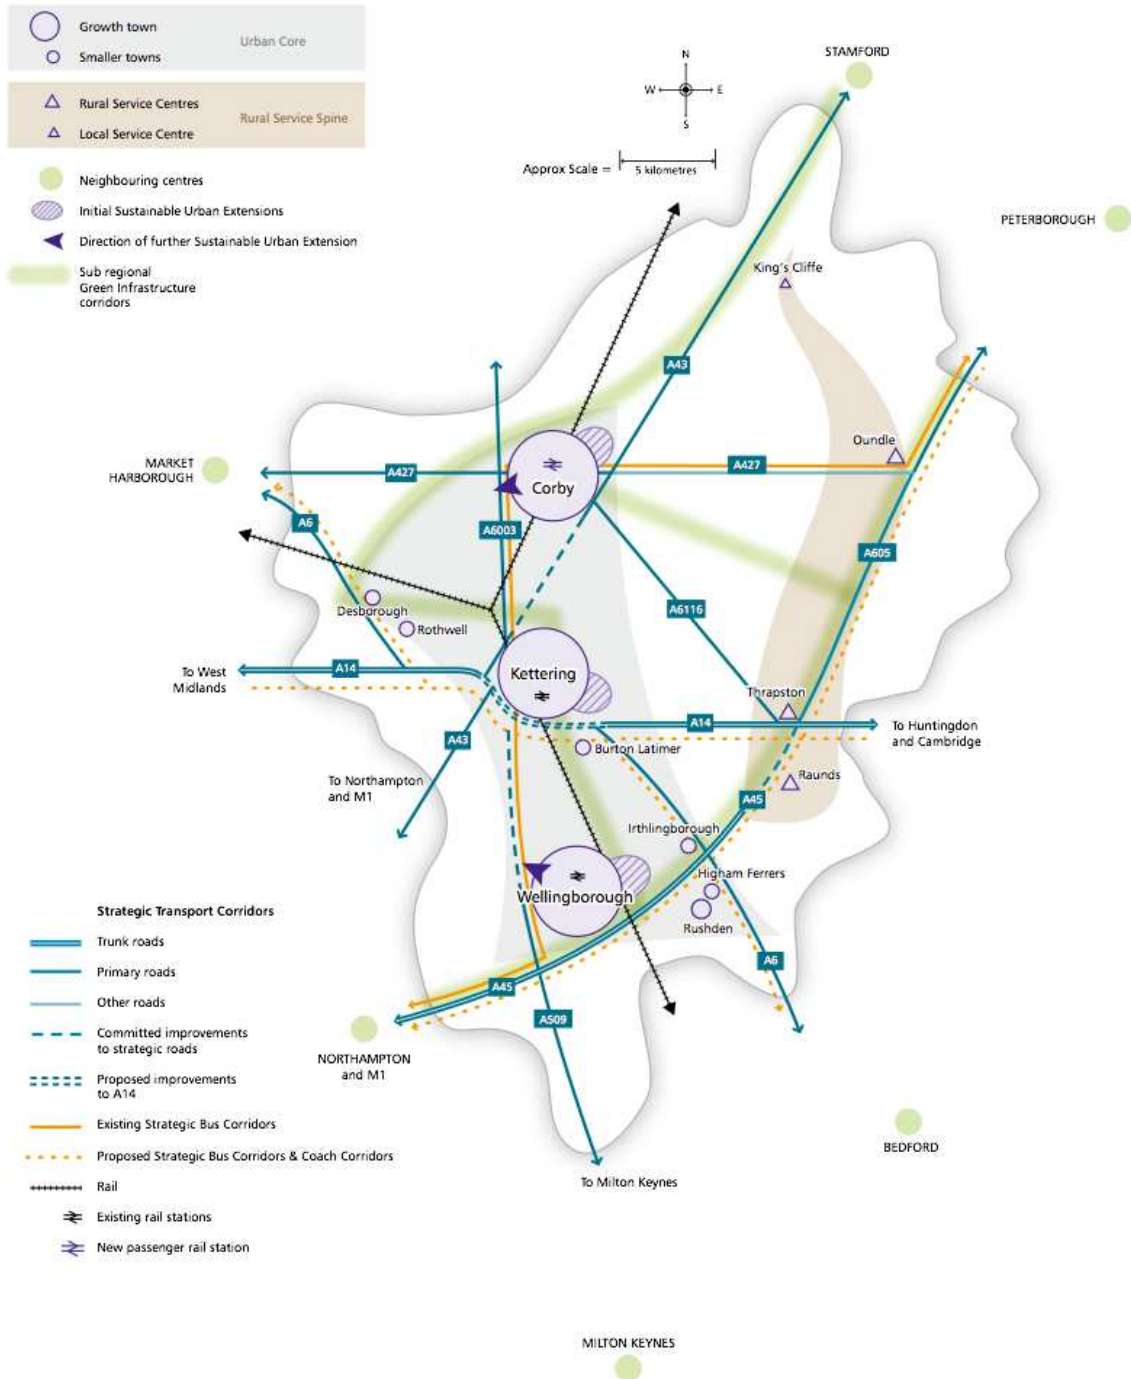 Growth town
Urban Core
Smaller towns
Rural Service Centres
Rural Service Spine
Local Service Centre
Neighbouring centres
Initial Sustainable Urban Extensions
Direction of further Sustainable Urban Extension
Sub regional
Green Infrastructure
corridors
N
W
E
S
Approx Scale =
5 kilometres
STAMFORD
PETERBOROUGH
King's Cliffe
A43
Oundle
MARKET
HARBOROUGH
A427
A427
Corby
A6
A6003
A605
Desborough
Rothwell
A6116
To West
Midlands
A14
Kettering
Thrapston
A14
To Huntingdon
and Cambridge
A43
Burton Latimer
To Northampton
and M1
Raunds
A45
Irthlingborough
Higham Ferrers
Wellingborough
Rushden
A6
A45
A509
NORTHAMPTON
and M1
Strategic Transport Corridors
Trunk roads
Primary roads
Other roads
Committed improvements
to strategic roads
Proposed improvements
to A14
Existing Strategic Bus Corridors
Proposed Strategic Bus Corridors & Coach Corridors
Rail
Existing rail stations
New passenger rail station
BEDFORD
To Milton Keynes
MILTON KEYNES